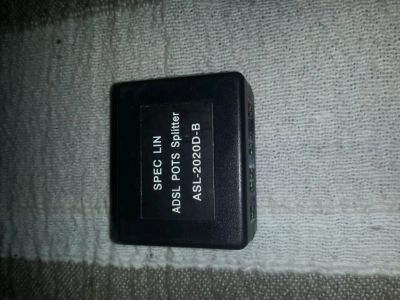 SPEC LIN
ADSL POTS Splitter
ASL-2020D-B